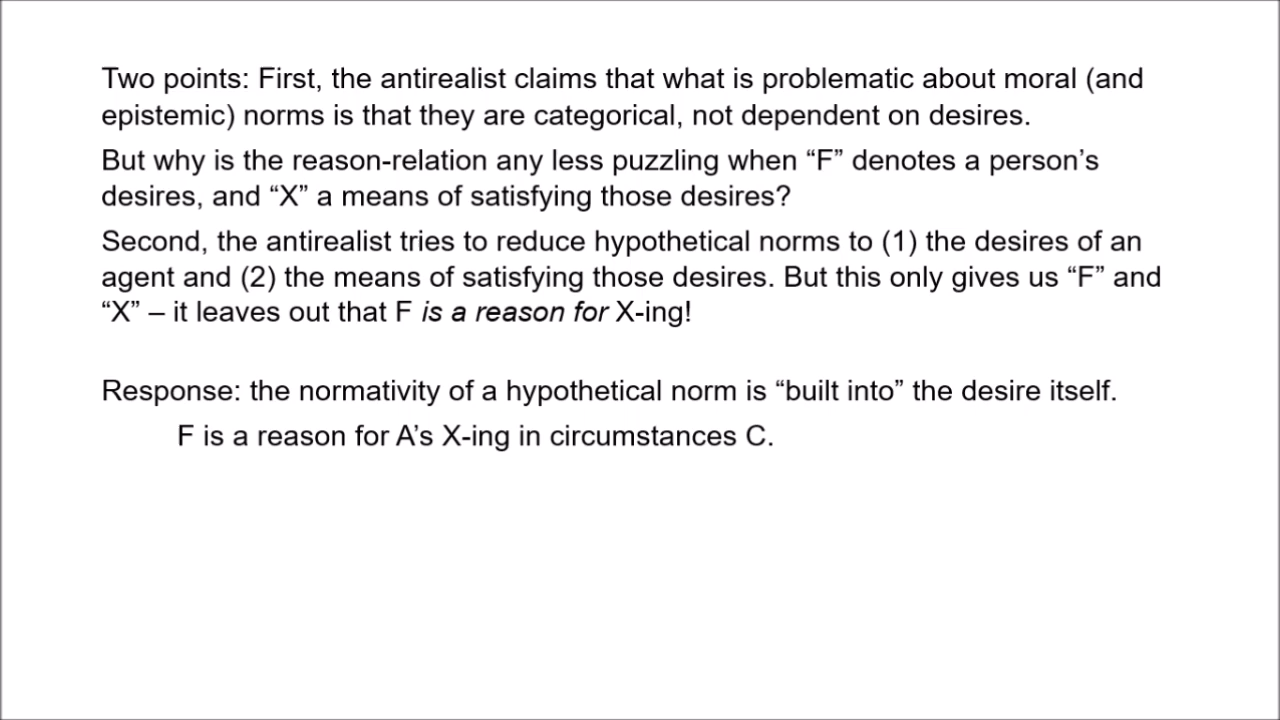 Two points: First, the antirealist claims that what is problematic about moral (and
epistemic) norms is that they are categorical, not dependent on desires.
But why is the reason-relation any less puzzling when “F” denotes a person’s
desires, and “X” a means of satisfying those desires?
Second, the antirealist tries to reduce hypothetical norms to (1) the desires of an
agent and (2) the means of satisfying those desires. But this only gives us “F” and
“X” – it leaves out that F is a reason for X-ing!
Response: the normativity of a hypothetical norm is “built into” the desire itself.
F is a reason for A’s X-ing in circumstances C.